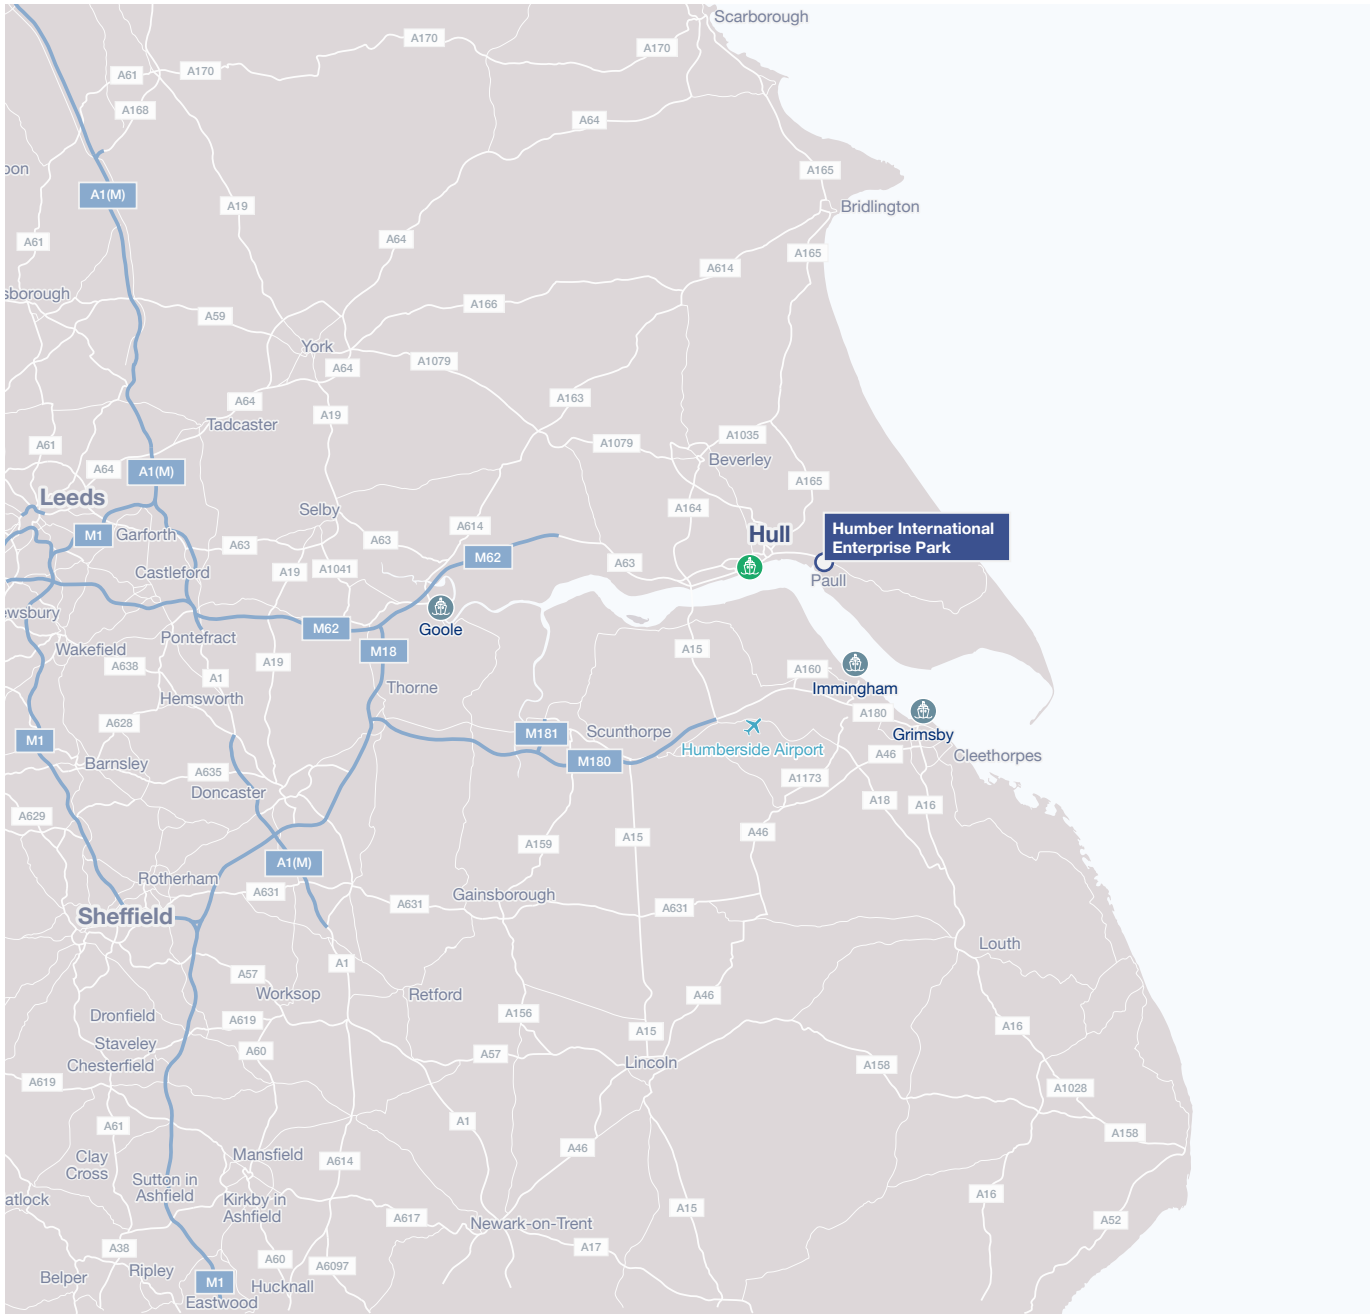 Scarborough
A170
A170
A61
A170
A168
A64
oon
A165
A1(M)
A19
Bridlington
A61
A64
A165
A614
sborough
A166
A59
York
A1079
A64
A163
A64
A19
Tadcaster
A1035
A61
A1079
Beverley
A64
A1(M)
A165
Leeds
Selby
A164
A614
Humber International
Enterprise Park
M1
Garforth
Hull
A63
A63
M62
A63
Castleford
A19
A1041
Paull
ewsbury
Goole
M62
Pontefract
Wakefield
M18
A15
A638
A19
A160
A1
Thorne
Immingham
Hemsworth
A628
A180
M1
M181
Scunthorpe
Grimsby
Humberside Airport
Cleethorpes
Barnsley
M180
A46
A635
A1173
Doncaster
A18
A16
A629
A159
A15
A46
A1(M)
Rotherham
A631
Gainsborough
A631
A631
Sheffield
Louth
A1
A57
Worksop
Retford
A46
Dronfield
A156
A619
A16
Staveley
A15
A60
A57
Chesterfield
Lincoln
A158
A619
A1028
A61
A1
A158
A46
Clay
Cross
Mansfield
A614
Sutton in
Ashfield
A16
atlock
Kirkby in
Ashfield
A15
A617
Newark-on-Trent
A52
A38
A17
A60
A6097
Ripley
Belper
M1
Hucknall
Eastwood